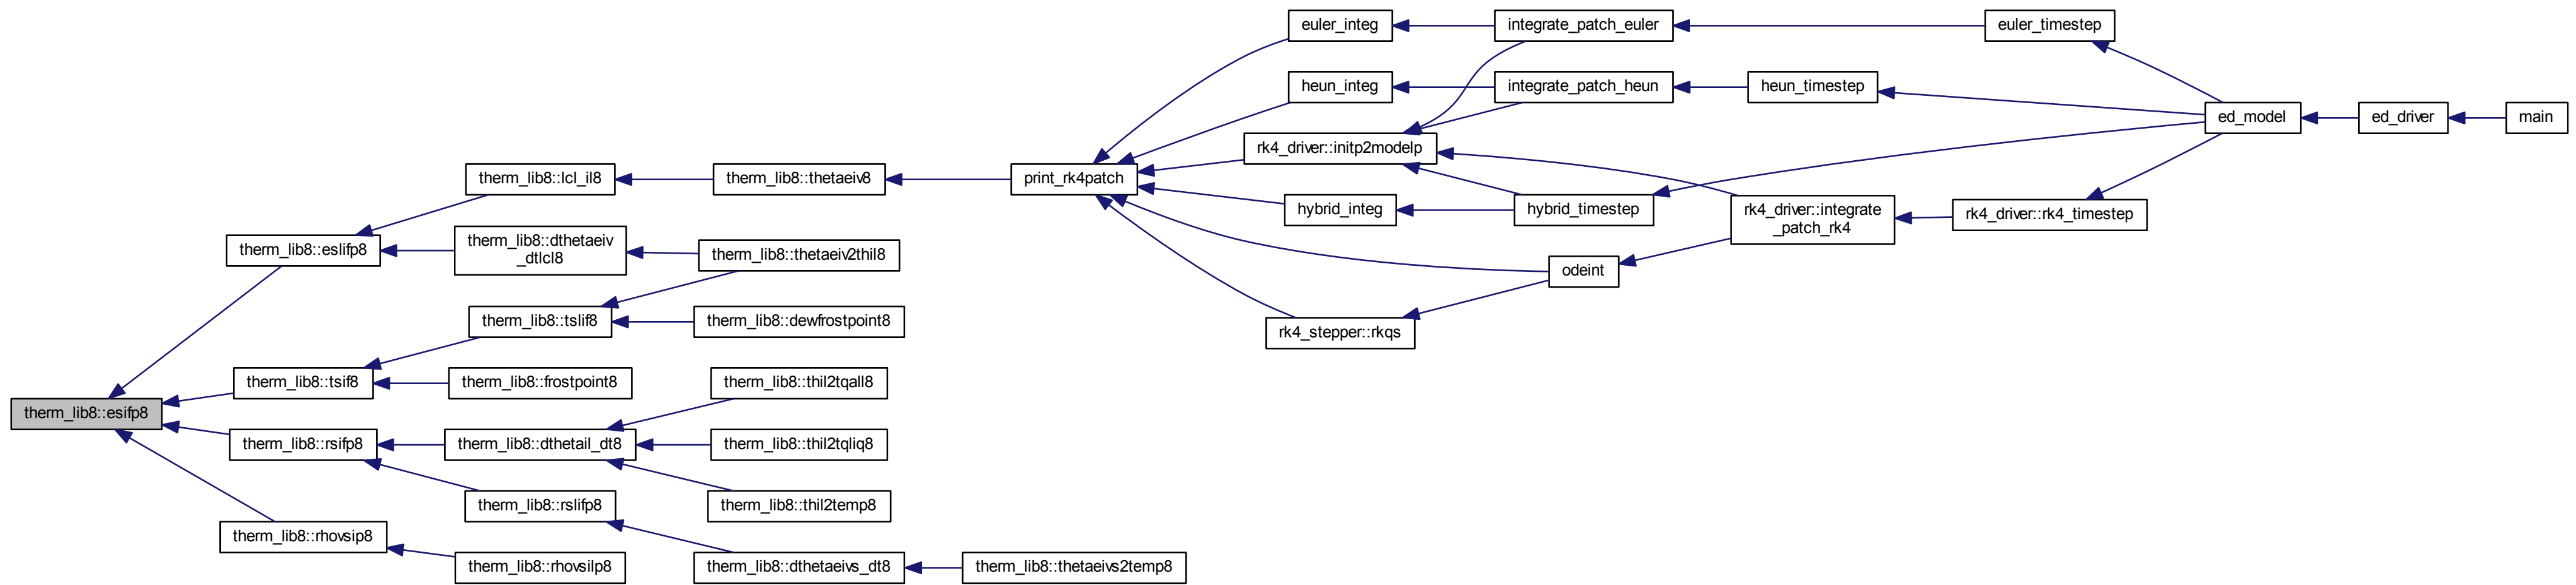 euler_integ
integrate_patch_euler
euler_timestep
heun_integ
integrate_patch_heun
heun_timestep
ed_model
ed_driver
main
rk4_driver::initp2modelp
therm_lib8::lcl_il8
therm_lib8::thetaeiv8
print_rk4patch
hybrid_integ
hybrid_timestep
rk4_driver::integrate
_patch_rk4
rk4_driver::rk4_timestep
therm_lib8::eslifp8
therm_lib8::dthetaeiv
_dtlcl8
therm_lib8::thetaeiv2thil8
odeint
therm_lib8::tslif8
therm_lib8::dewfrostpoint8
rk4_stepper::rkqs
therm_lib8::tsif8
therm_lib8::frostpoint8
therm_lib8::thil2tqall8
therm_lib8::esifp8
therm_lib8::rsifp8
therm_lib8::dthetail_dt8
therm_lib8::thil2tqliq8
therm_lib8::rslifp8
therm_lib8::thil2temp8
therm_lib8::rhovsip8
therm_lib8::rhovsilp8
therm_lib8::dthetaeivs_dt8
therm_lib8::thetaeivs2temp8